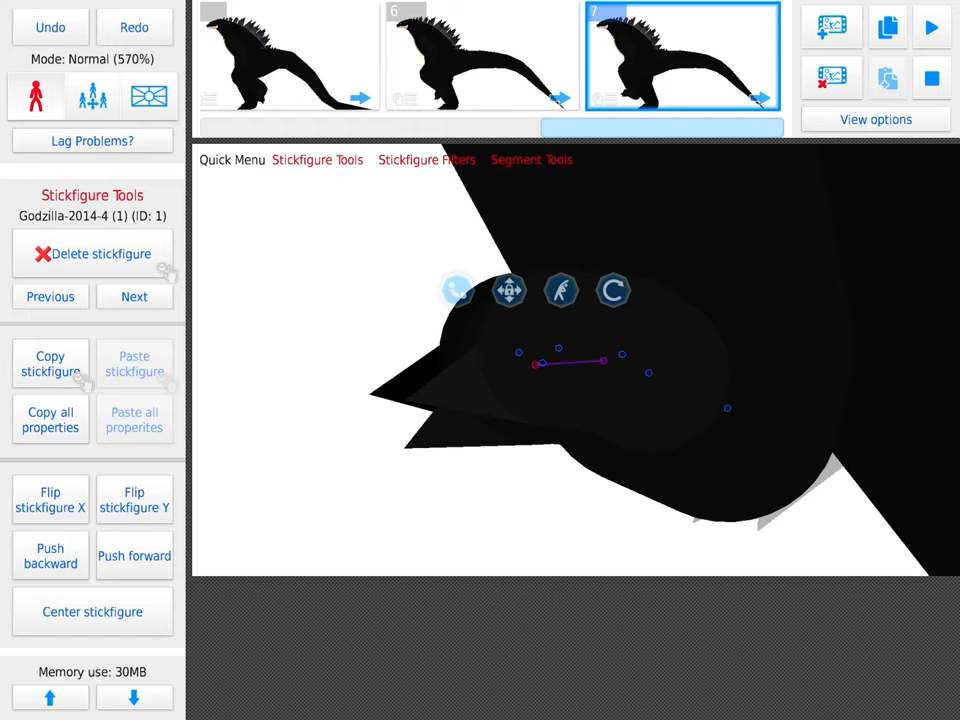 Undo
Redo
Mode: Normal (570%)
Lag Problems?
6
7
View options
Quick Menu Stickfigure Tools Stickfigure Filters Segment Tools
Stickfigure Tools
Godzilla-2014-4 (1) (ID: 1)
Delete stickfigure
Previous
Next
Copy
stickfigure
Paste
stickfigure
Copy all
properties
Paste all
properites
Flip
stickfigure X
Flip
stickfigure Y
Push
backward
Push forward
Center stickfigure
Memory use: 30MB